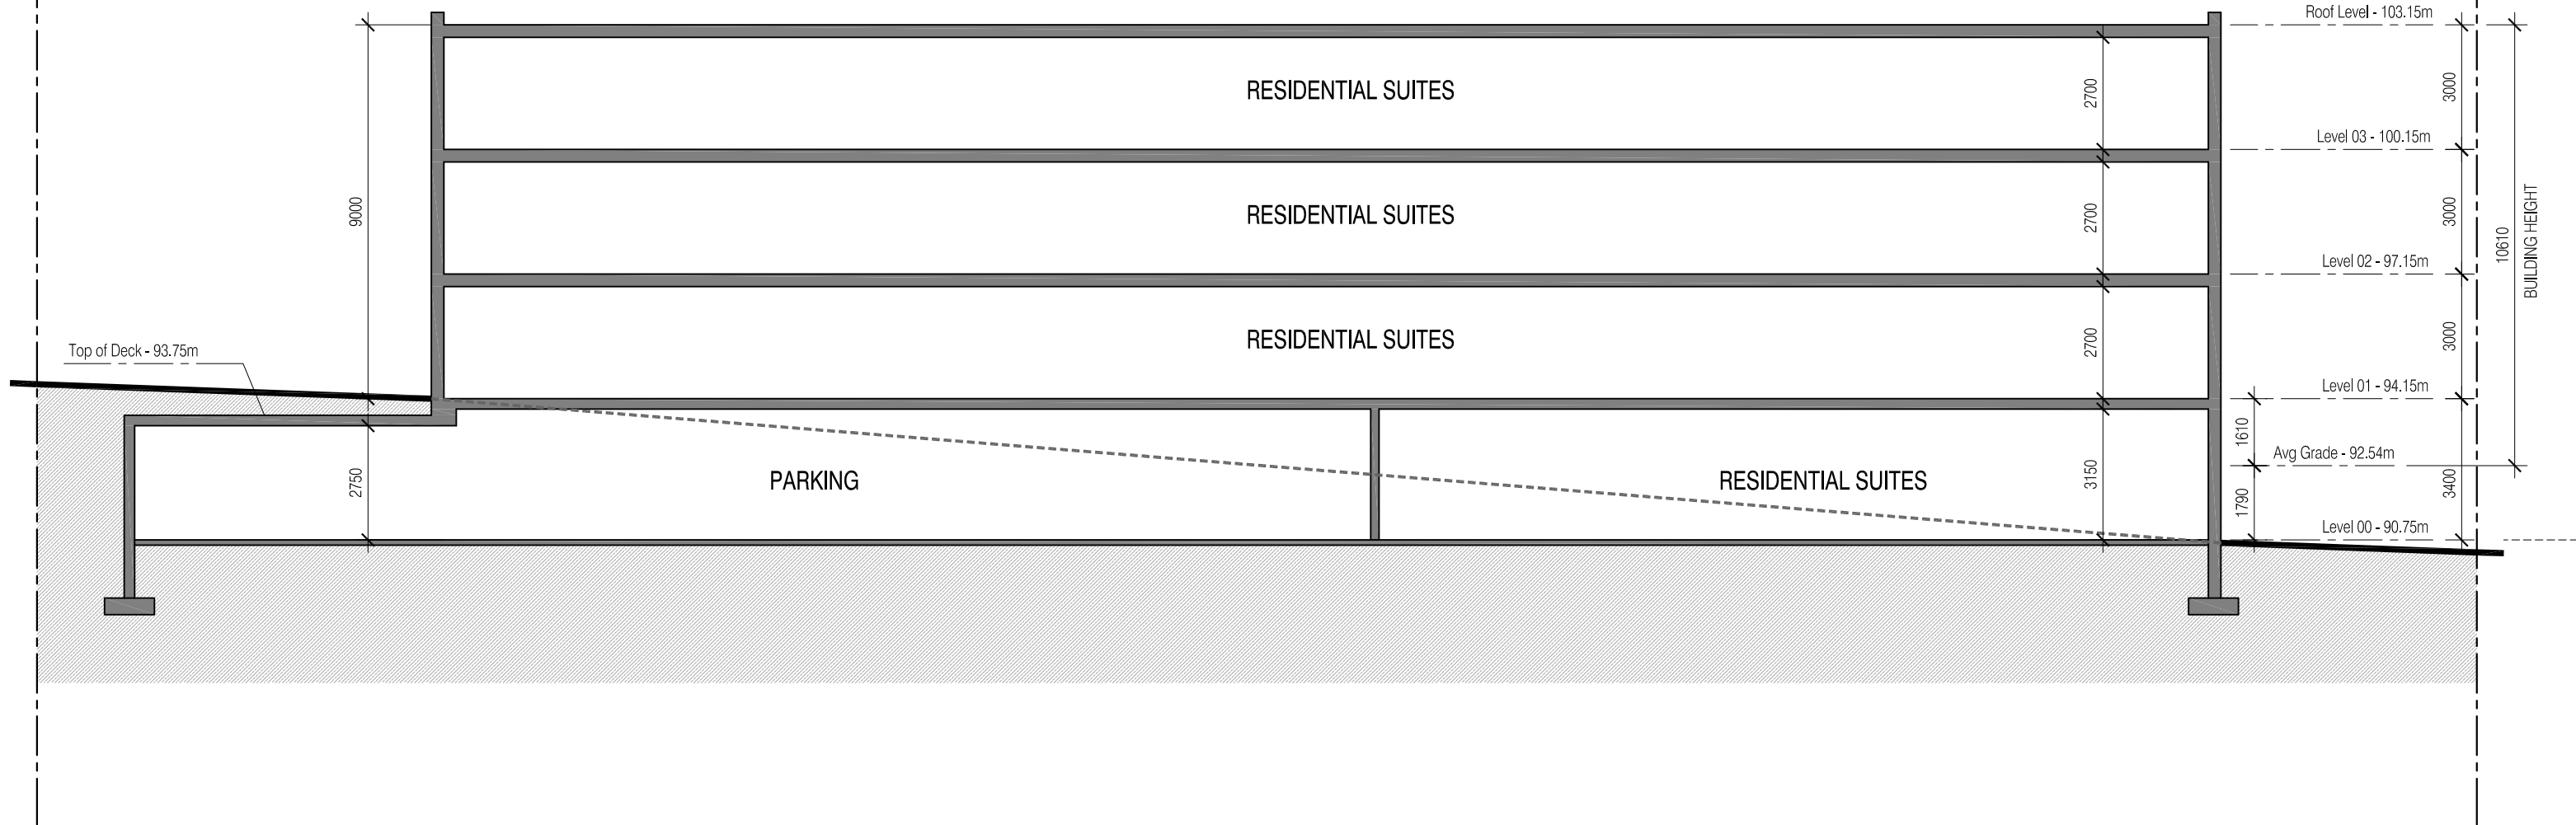 Roof Level - 103.15m
RESIDENTIAL SUITES
2700
3000
Level 03 - 100.15m
9000
RESIDENTIAL SUITES
2700
3000
10610
BUILDING HEIGHT
Level 02 - 97.15m
Top of Deck - 93.75m
RESIDENTIAL SUITES
2700
3000
Level 01 - 94.15m
1610
Avg Grade - 92.54m
2750
PARKING
RESIDENTIAL SUITES
3150
3400
1790
Level 00 - 90.75m